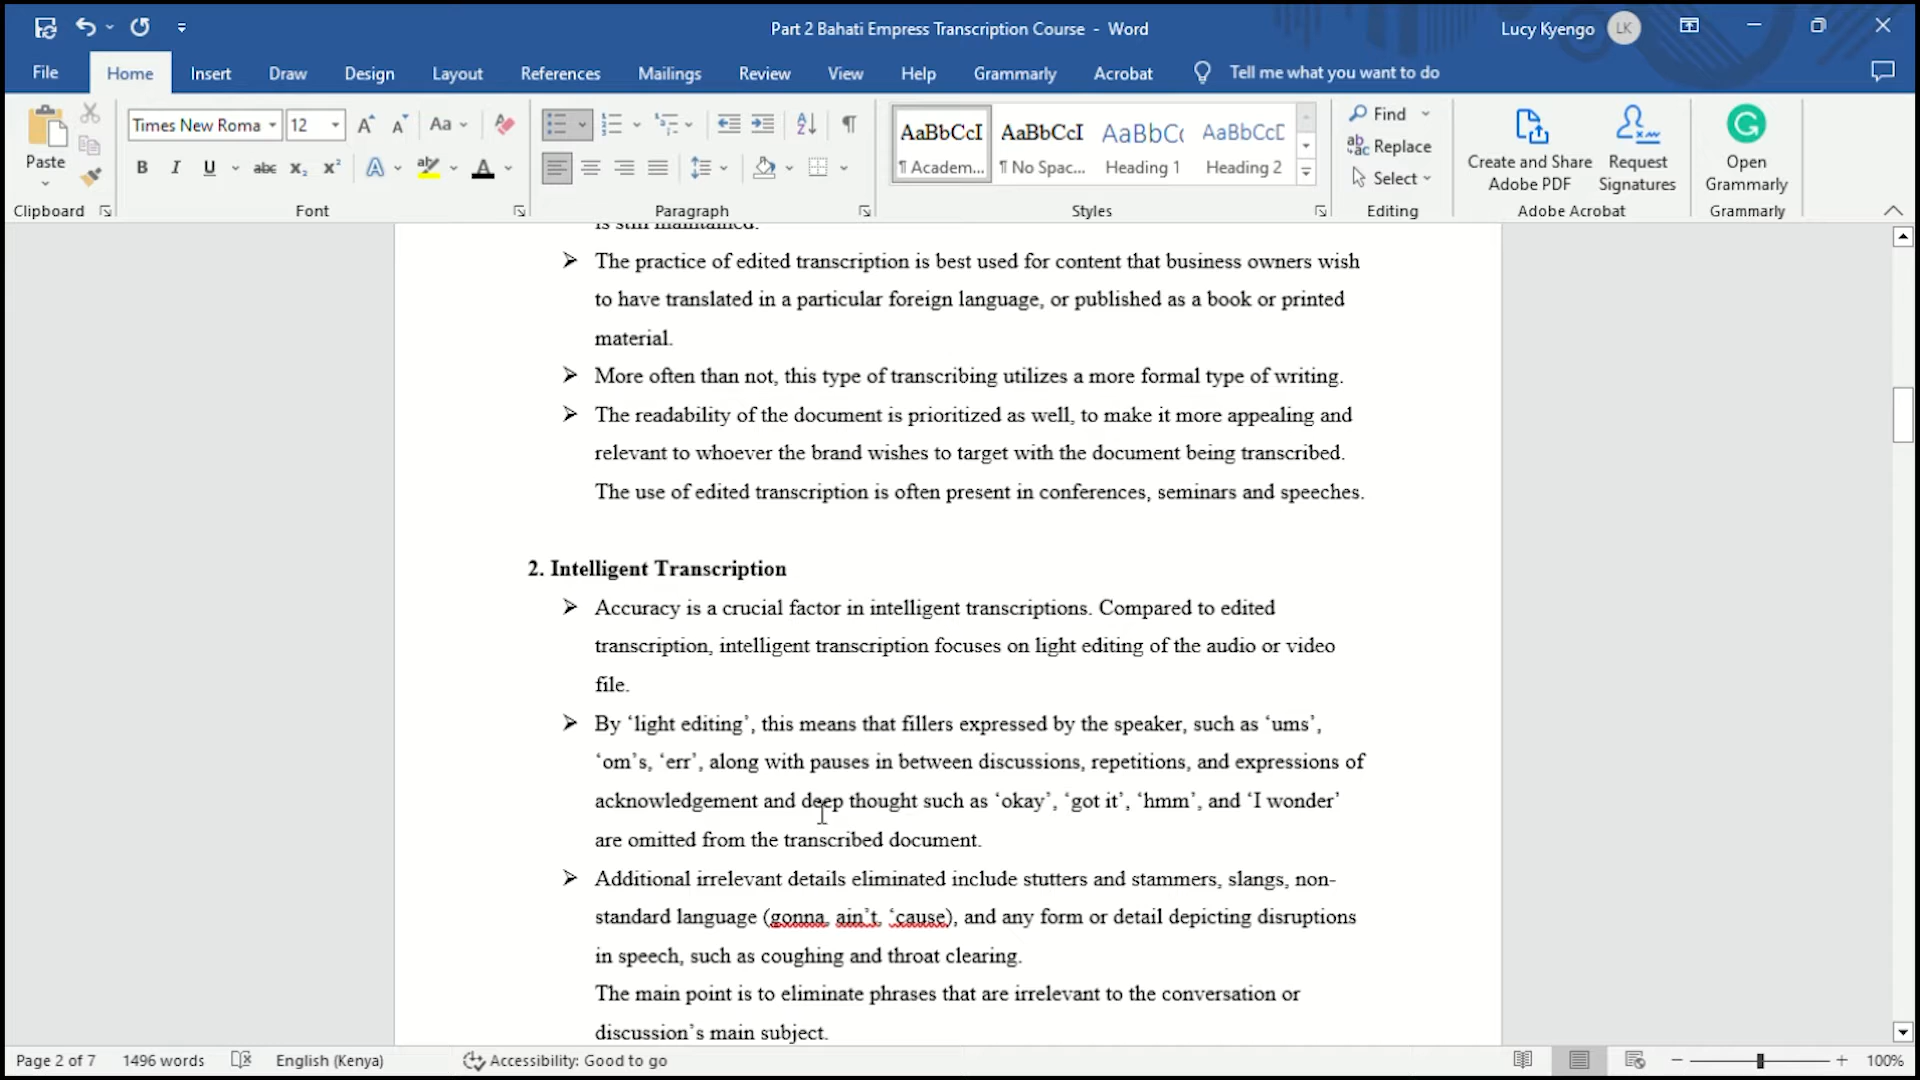 Part 2 Bahati Empress Transcription Course - Word
Lucy Kyengo
LK
File
Home
Insert
Draw
Design
Layout
References
Mailings
Review
View
Help
Grammarly
Acrobat
Tell me what you want to do
Paste
Clipboard
Times New Roma
12
Aa
B I U abc x₂ x² A A
Font
Paragraph
AaBbCcI
¶ Academ...
AaBbCcI
¶ No Spac...
AaBbCc
Heading 1
AaBbCcC
Heading 2
Styles
Find
Replace
Select
Editing
Create and Share
Adobe PDF
Request
Signatures
Adobe Acrobat
Open
Grammarly
Grammarly
is still maintained.
➢ The practice of edited transcription is best used for content that business owners wish
to have translated in a particular foreign language, or published as a book or printed
material.
➢ More often than not, this type of transcribing utilizes a more formal type of writing.
➢ The readability of the document is prioritized as well, to make it more appealing and
relevant to whoever the brand wishes to target with the document being transcribed.
The use of edited transcription is often present in conferences, seminars and speeches.
2. Intelligent Transcription
➢ Accuracy is a crucial factor in intelligent transcriptions. Compared to edited
transcription, intelligent transcription focuses on light editing of the audio or video
file.
➢ By ‘light editing’, this means that fillers expressed by the speaker, such as ‘ums’,
‘om’s, ‘err’, along with pauses in between discussions, repetitions, and expressions of
acknowledgement and deep thought such as ‘okay’, ‘got it’, ‘hmm’, and ‘I wonder’
are omitted from the transcribed document.
➢ Additional irrelevant details eliminated include stutters and stammers, slangs, non-
standard language (gonna, ain’t, ‘cause), and any form or detail depicting disruptions
in speech, such as coughing and throat clearing.
The main point is to eliminate phrases that are irrelevant to the conversation or
discussion’s main subject.
Page 2 of 7
1496 words
English (Kenya)
Accessibility: Good to go
100%